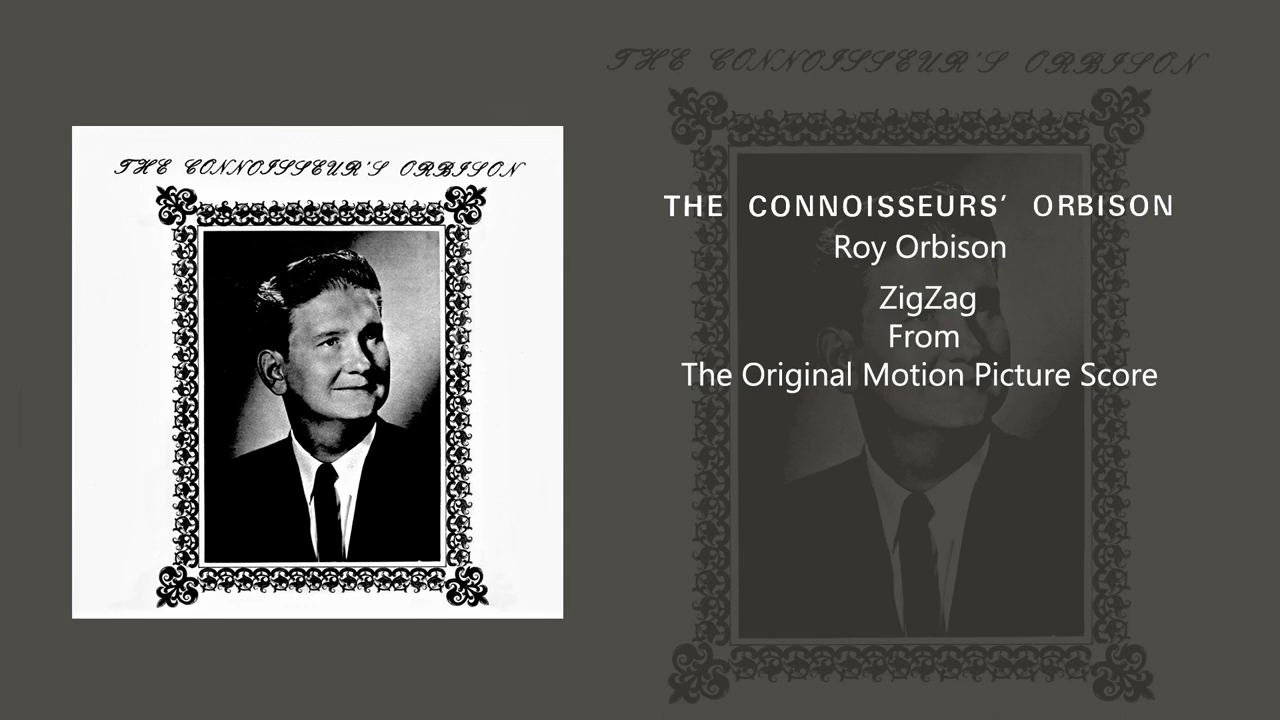 THE CONNOISSEUR'S ORBISON
THE CONNOISSEUR'S ORBISON
THE CONNOISSEURS' ORBISON
Roy Orbison
ZigZag
From
The Original Motion Picture Score